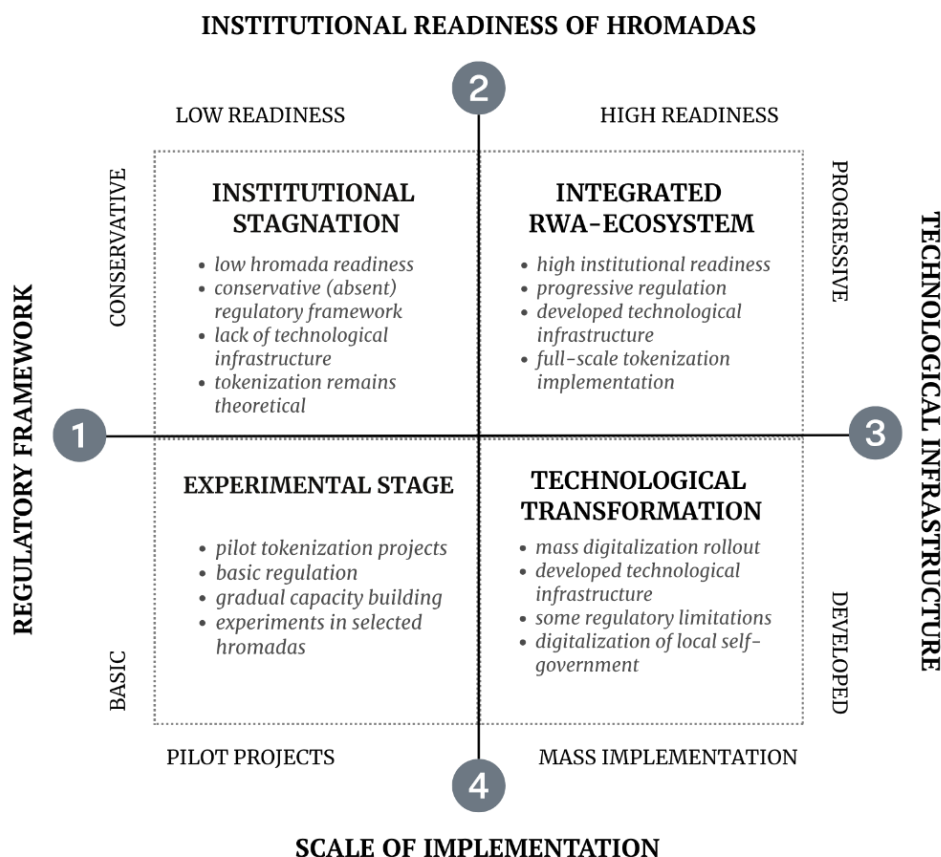 INSTITUTIONAL READINESS OF HROMADAS
2
LOW READINESS
HIGH READINESS
CONSERVATIVE
PROGRESSIVE
INSTITUTIONAL
STAGNATION
• low hromada readiness
• conservative (absent)
regulatory framework
• lack of technological
infrastructure
• tokenization remains
theoretical
INTEGRATED
RWA-ECOSYSTEM
• high institutional readiness
• progressive regulation
• developed technological
infrastructure
• full-scale tokenization
implementation
REGULATORY FRAMEWORK
1
3
TECHNOLOGICAL INFRASTRUCTURE
EXPERIMENTAL STAGE
• pilot tokenization projects
• basic regulation
• gradual capacity building
• experiments in selected
hromadas
TECHNOLOGICAL
TRANSFORMATION
• mass digitalization rollout
• developed technological
infrastructure
• some regulatory limitations
• digitalization of local self-
government
BASIC
DEVELOPED
PILOT PROJECTS
MASS IMPLEMENTATION
4
SCALE OF IMPLEMENTATION